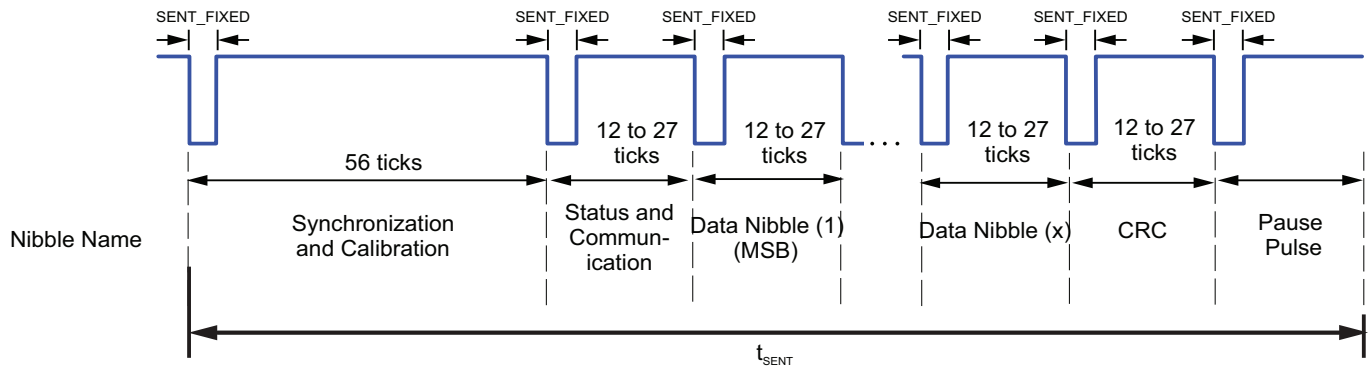 SENT_FIXED SENT_FIXED SENT_FIXED SENT_FIXED SENT_FIXED SENT_FIXED
12 to 27 ticks
12 to 27 ticks
. . .
12 to 27 ticks
12 to 27 ticks
56 ticks
Nibble Name
Synchronization
and Calibration
Status and
Commun-
ication
Data Nibble (1)
(MSB)
Data Nibble (x)
CRC
Pause
Pulse
tSENT